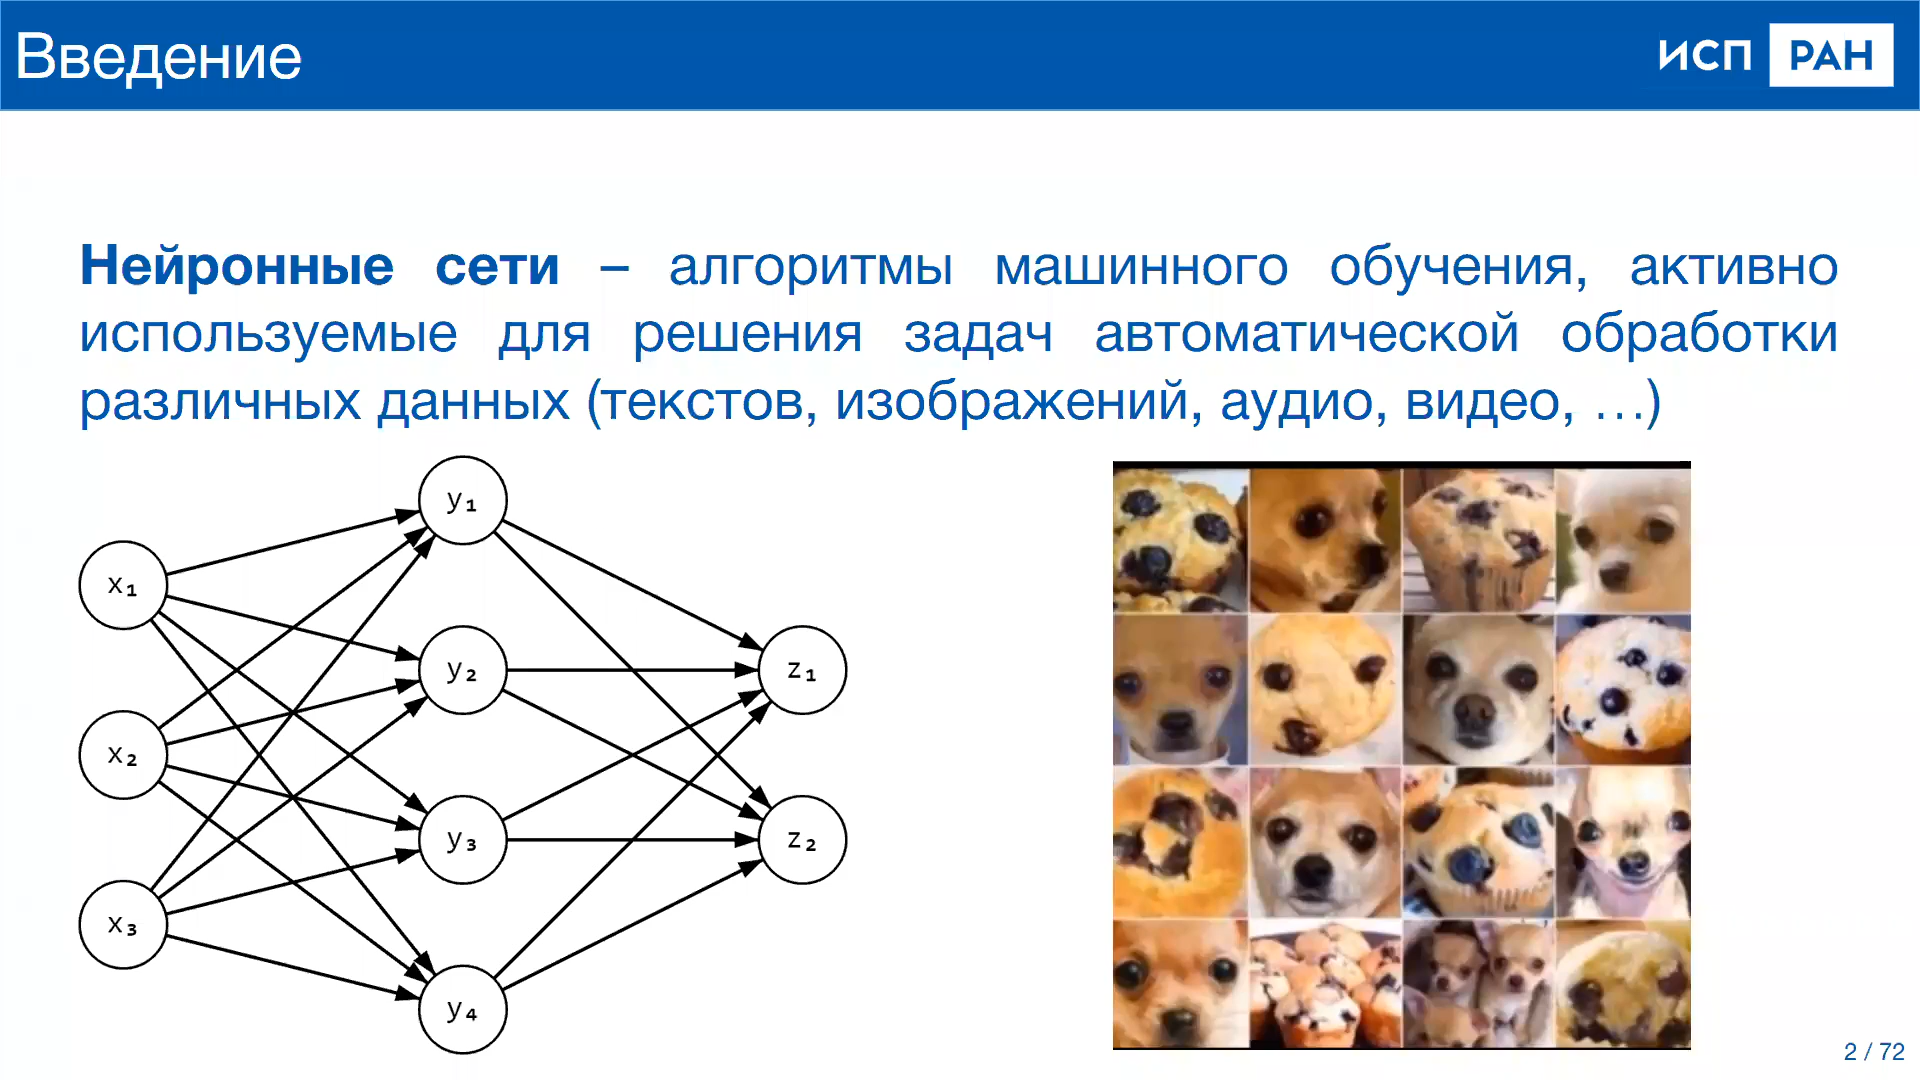 Введение
ИСП РАН
Нейронные сети – алгоритмы машинного обучения, активно
используемые для решения задач автоматической обработки
различных данных (текстов, изображений, аудио, видео, …)
y₁
x₁
y₂
z₁
x₂
y₃
z₂
x₃
y₄
2 / 72